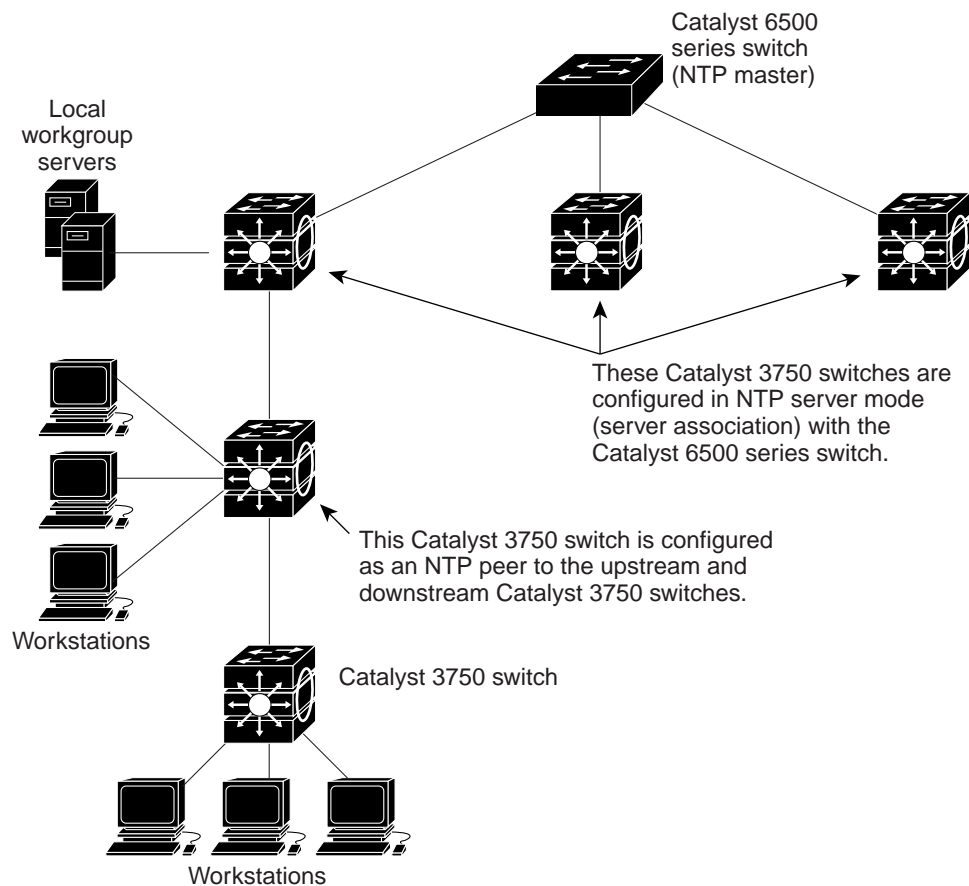 Catalyst 6500
series switch
(NTP master)
Local
workgroup
servers
These Catalyst 3750 switches are
configured in NTP server mode
(server association) with the
Catalyst 6500 series switch.
This Catalyst 3750 switch is configured
as an NTP peer to the upstream and
downstream Catalyst 3750 switches.
Workstations
Catalyst 3750 switch
Workstations